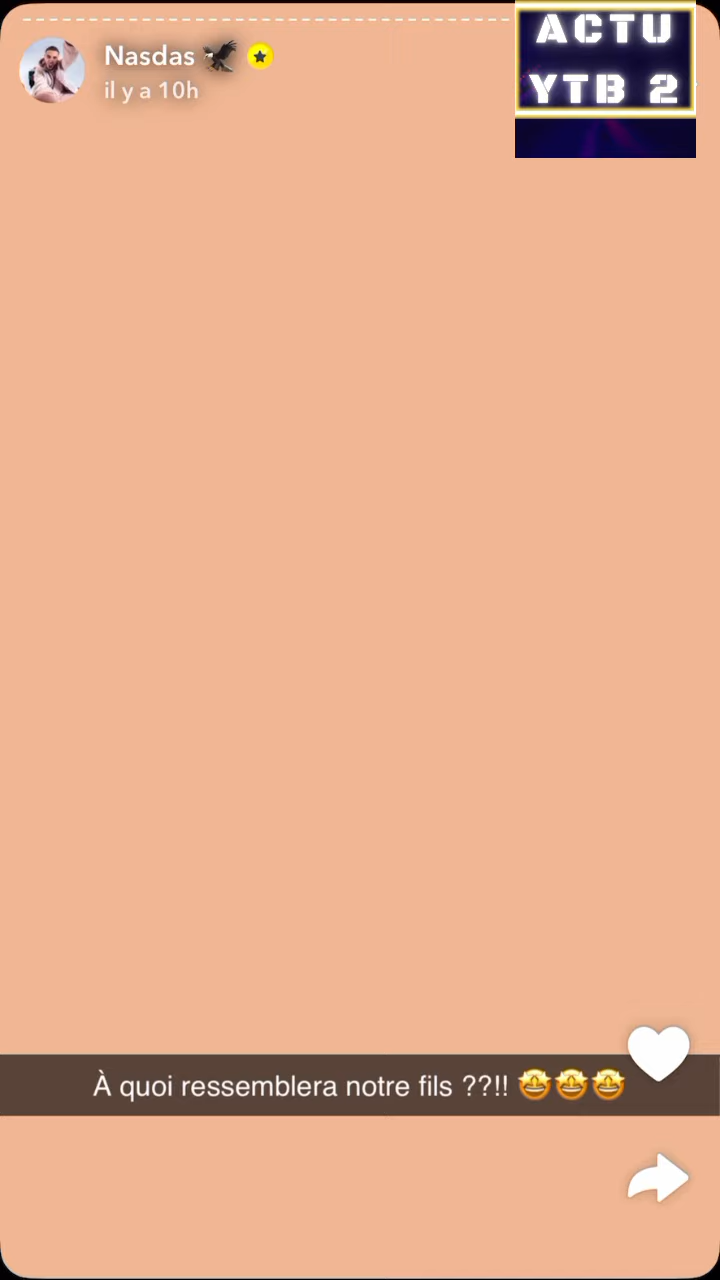 Nasdas 🦅
il y a 10h
ACTU
YTB 2
À quoi ressemblera notre fils ??!! 🤩🤩🤩